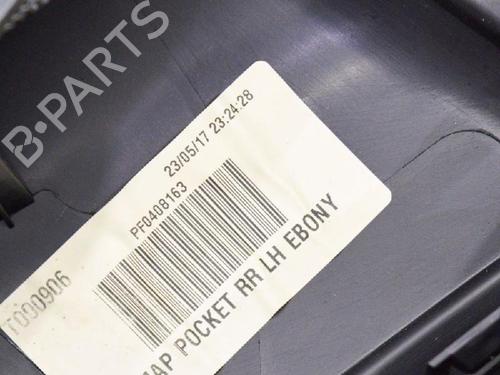 B-PARTS
23/05/17 23:24:28
PF0408163
T000906
MAP POCKET RR LH EBONY